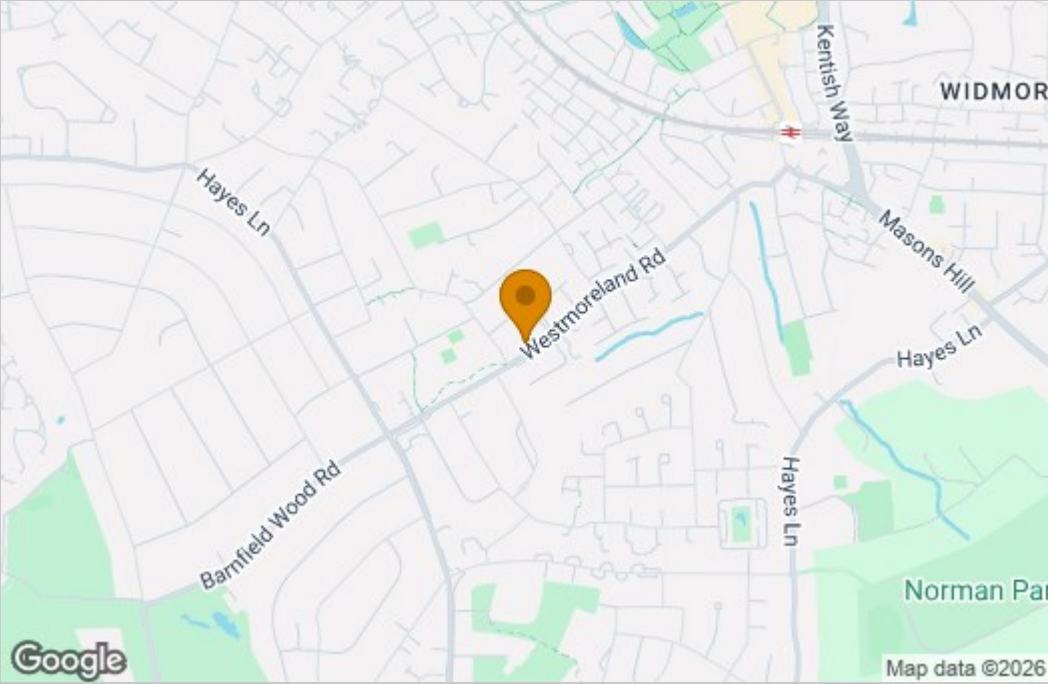 Kentish Way
WIDMOR
Hayes Ln
Masons Hill
Westmoreland Rd
Hayes Ln
Barnfield Wood Rd
Hayes Ln
Norman Par
Google
Map data ©2026